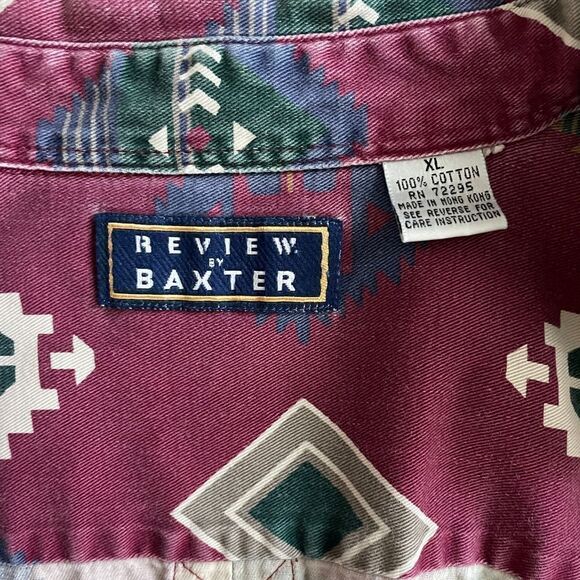 XL
100% COTTON
RN 72295
MADE IN HONG KONG
SEE REVERSE FOR
CARE INSTRUCTION
REVIEW
BY
BAXTER